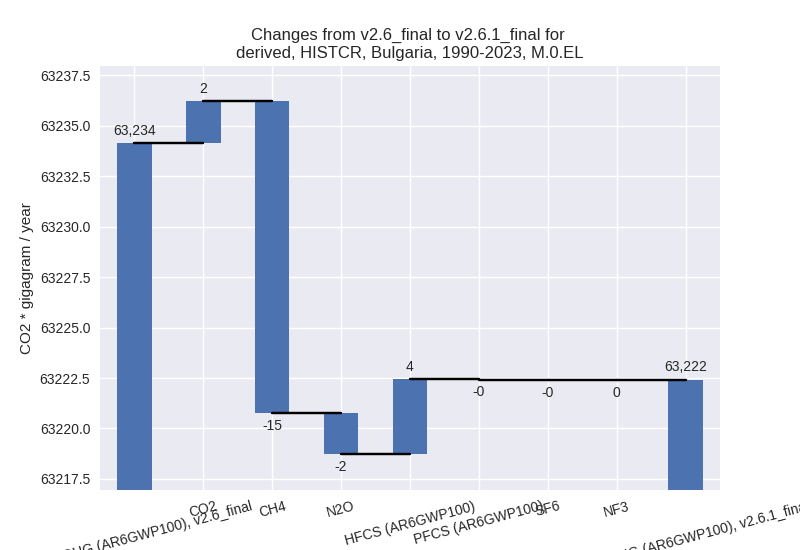 Changes from v2.6_final to v2.6.1_final for
derived, HISTCR, Bulgaria, 1990-2023, M.0.EL
CO2 * gigagram / year
63237.5
63235.0
63232.5
63230.0
63227.5
63225.0
63222.5
63220.0
63217.5
63,234
2
-15
-2
4
-0
-0
0
63,222
(AR6GWP100), v2.6_final
CO2
CH4
N2O
HFCS (AR6GWP100)
PFCS (AR6GWP100)
SF6
NF3
(AR6GWP100), v2.6.1_fina